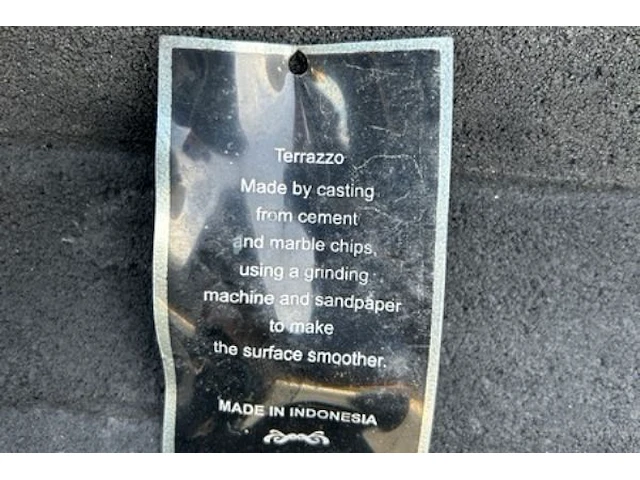 Terrazzo
Made by casting
from cement
and marble chips,
using a grinding
machine and sandpaper
to make
the surface smoother.
MADE IN INDONESIA